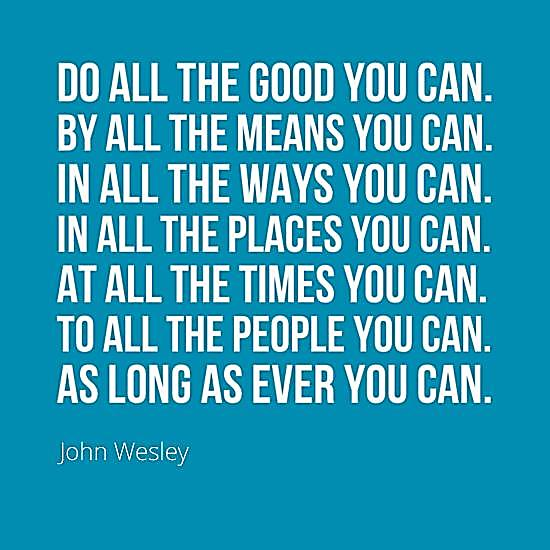 DO ALL THE GOOD YOU CAN.
BY ALL THE MEANS YOU CAN.
IN ALL THE WAYS YOU CAN.
IN ALL THE PLACES YOU CAN.
AT ALL THE TIMES YOU CAN.
TO ALL THE PEOPLE YOU CAN.
AS LONG AS EVER YOU CAN.
John Wesley